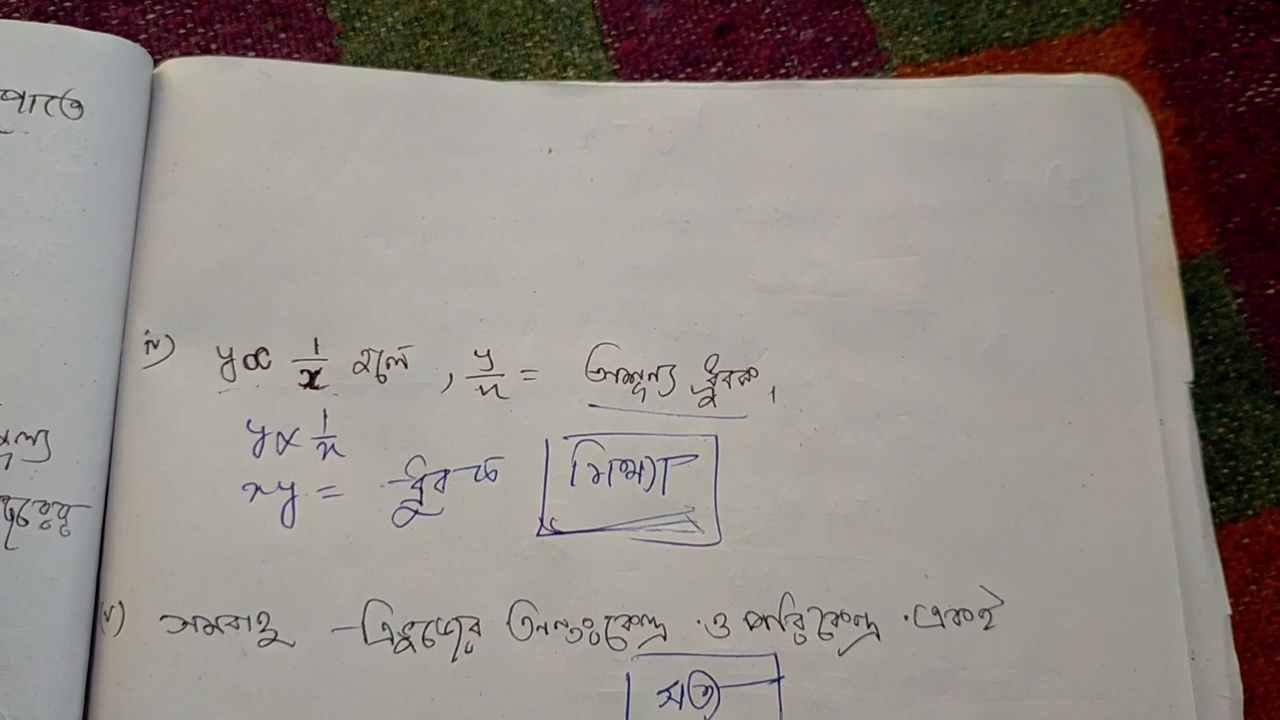 পাতে
iv) y ∝ 1/x হলে, y/x = অশূন্য ধ্রুবক।
y ∝ 1/x
xy = ধ্রুবক
মিথ্যা
(v) সমবাহু ত্রিভুজের অন্তঃকেন্দ্র ও পরিকেন্দ্র একই
সত্য